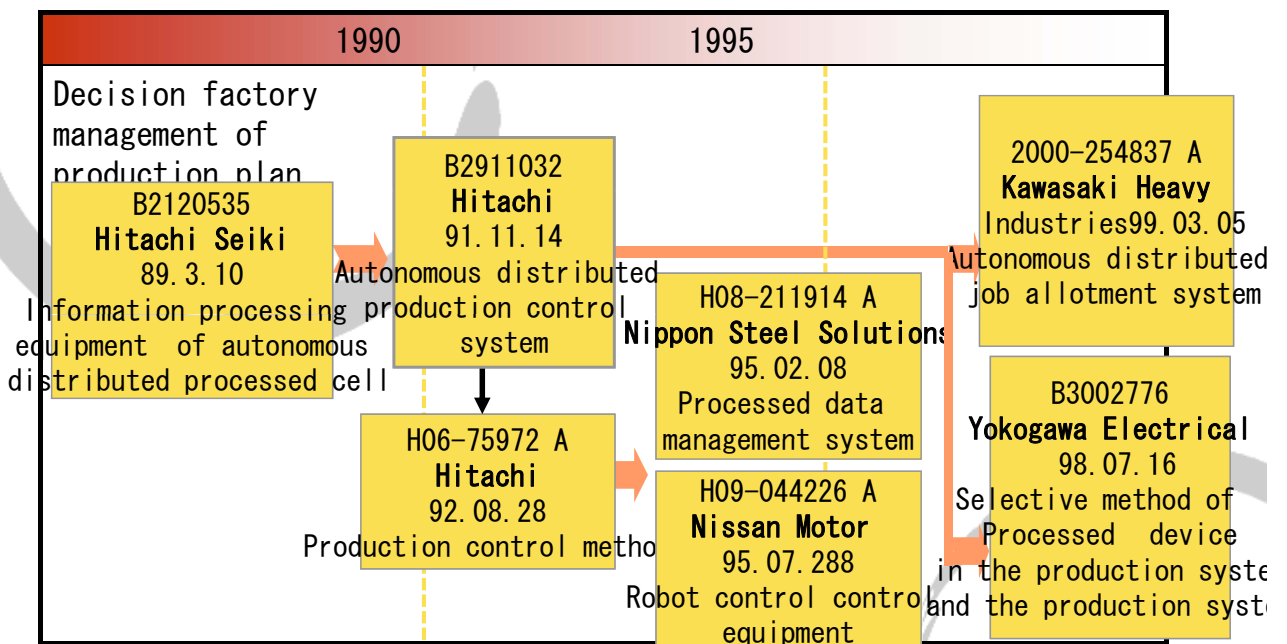 1990
1995
Decision factory
management of
production plan
B2120535
Hitachi Seiki
89.3.10
Information processing
equipment of autonomous
distributed processed cell
B2911032
Hitachi
91.11.14
Autonomous distributed
production control
system
H06-75972 A
Hitachi
92.08.28
Production control metho
H08-211914 A
Nippon Steel Solutions
95.02.08
Processed data
management system
H09-044226 A
Nissan Motor
95.07.288
Robot control control
equipment
2000-254837 A
Kawasaki Heavy
Industries99.03.05
Autonomous distributed
job allotment system
B3002776
Yokogawa Electrical
98.07.16
Selective method of
Processed device
in the production syste
and the production syste